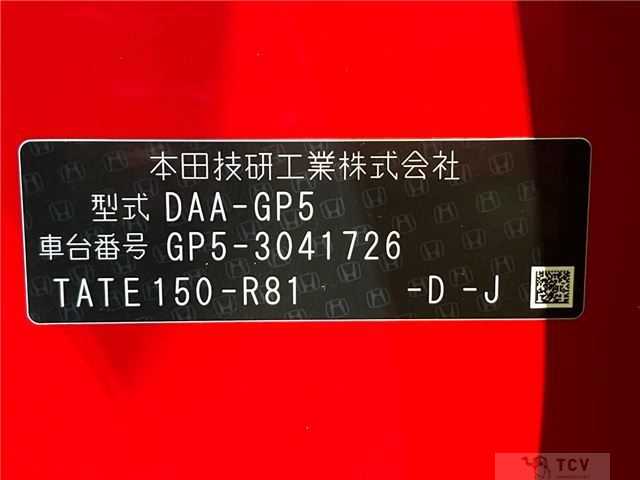 本田技研工業株式会社
型式 DAA-GP5
車台番号 GP5-3041726
TATE150-R81 -D -J
TCV